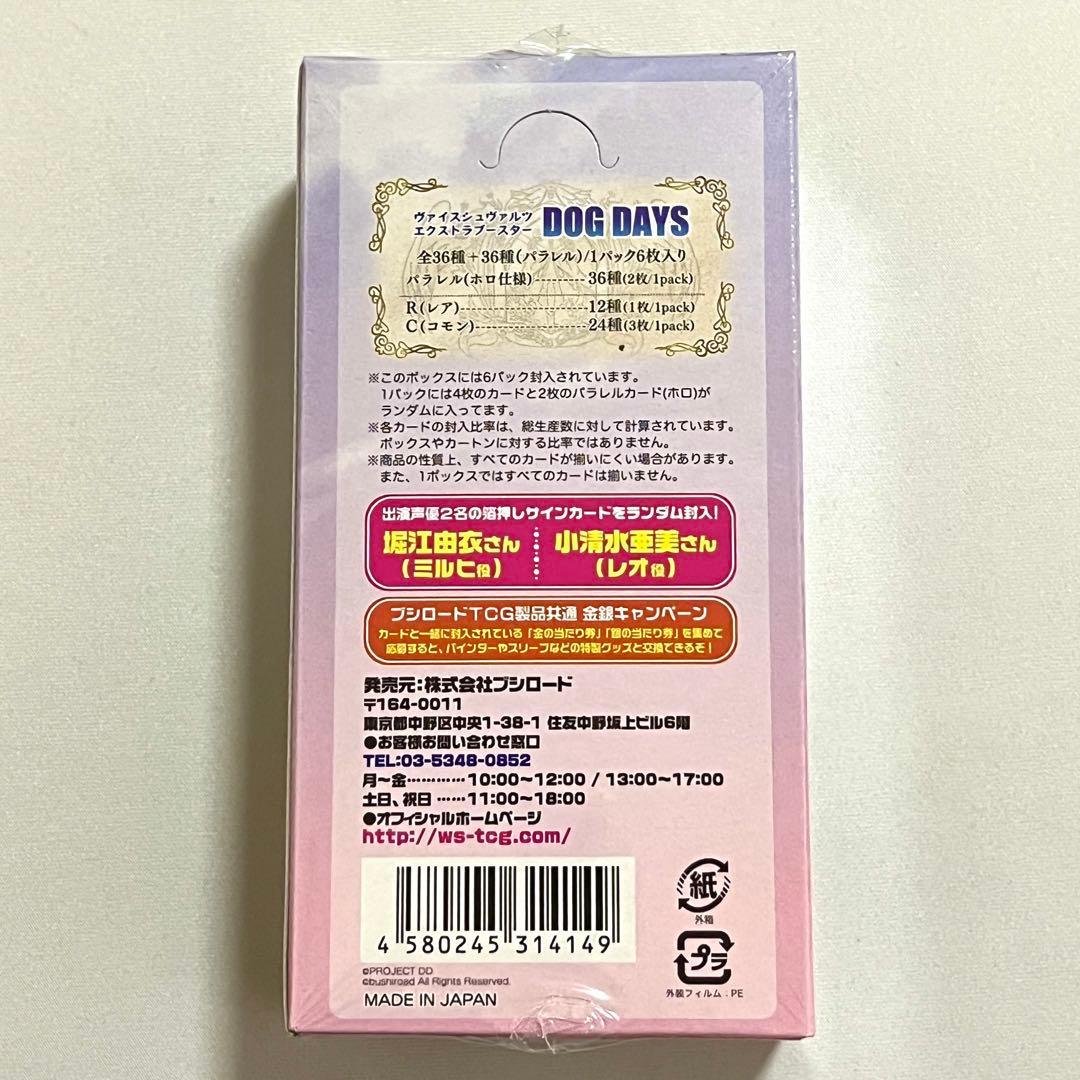 ヴァイスシュヴァルツ
エクストラブースター DOG DAYS
全36種+36種(パラレル)/1パック6枚入り
パラレル(ホロ仕様)--------- 36種(2枚/1pack)
R(レア)----------------------12種(1枚/1pack)
C(コモン)--------------------24種(3枚/1pack)
※このボックスには6パック封入されています。
1パックには4枚のカードと2枚のパラレルカード(ホロ)が
ランダムに入ってます。
※各カードの封入比率は、総生産数に対して計算されています。
ボックスやカートンに対する比率ではありません。
※商品の性質上、すべてのカードが揃いにくい場合があります。
また、1ボックスではすべてのカードは揃いません。
出演声優2名の箔押しサインカードをランダム封入!
堀江由衣さん
(ミルヒ役)
小清水亜美さん
(レオ役)
ブシロードTCG製品共通 金銀キャンペーン
カードと一緒に封入されている「金の当たり券」「銀の当たり券」を集めて
応募すると、バインダーやスリーブなどの特製グッズと交換できるぞ!
発売元:株式会社ブシロード
〒164-0011
東京都中野区中央1-38-1 住友中野坂上ビル6階
●お客様お問い合わせ窓口
TEL:03-5348-0852
月〜金…………10:00〜12:00 / 13:00〜17:00
土日、祝日 ……11:00〜18:00
●オフィシャルホームページ
http://ws-tcg.com/
4 580245 314149
紙
外箱
プラ
外装フィルム:PE
©PROJECT DD
©bushiroad All Rights Reserved.
MADE IN JAPAN